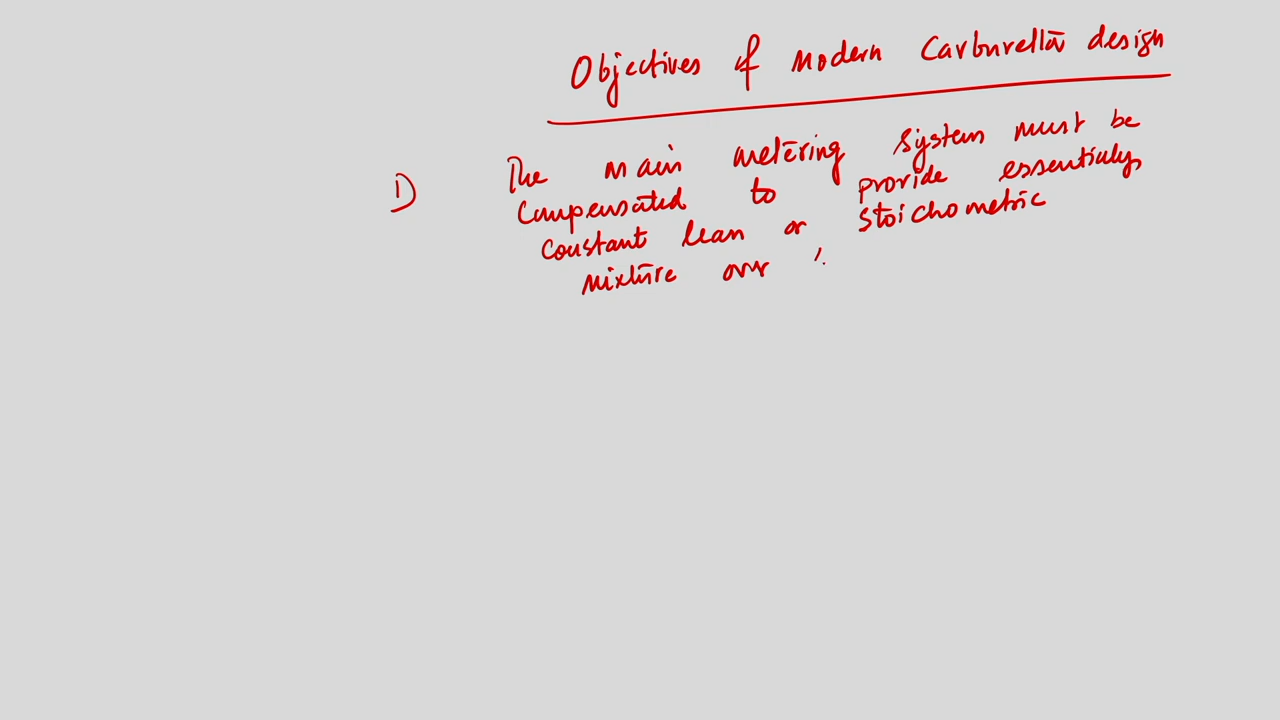 Objectives of modern Carburettor design
1) The main metering system must be
Compensated to provide essentially
constant lean or stoichometric
mixture over